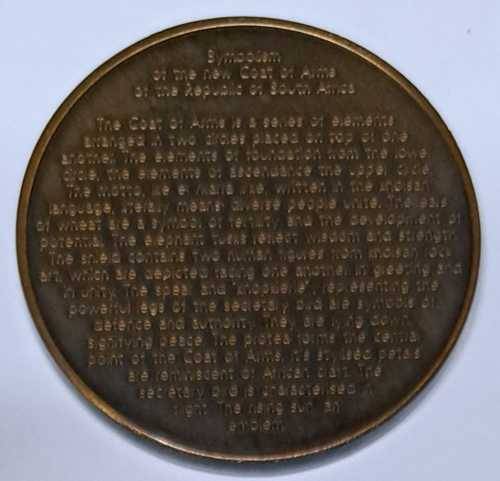 Symbolism
of the new Coat of Arms
of the Republic of South Africa
The Coat of Arms is a series of elements
arranged in two circles placed on top of one
another. The elements of foundation form the lower
circle, the elements of ascendance the upper circle.
The motto, !ke e: /xarra //ke, written in the Khoisan
language, literally means diverse people unite. The ears
of wheat are a symbol of fertility and the development of
potential. The elephant tusks reflect wisdom and strength.
The shield contains two human figures from Khoisan rock
art, which are depicted facing one another in greeting and
in unity. The spear and "knopkierie", representing the
powerful legs of the secretary bird are symbols of
defence and authority. They are lying down,
signifying peace. The protea forms the central
point of the Coat of Arms, it's stylised petals
are reminiscent of African craft. The
secretary bird is characterised in
flight. The rising sun, an
emblem